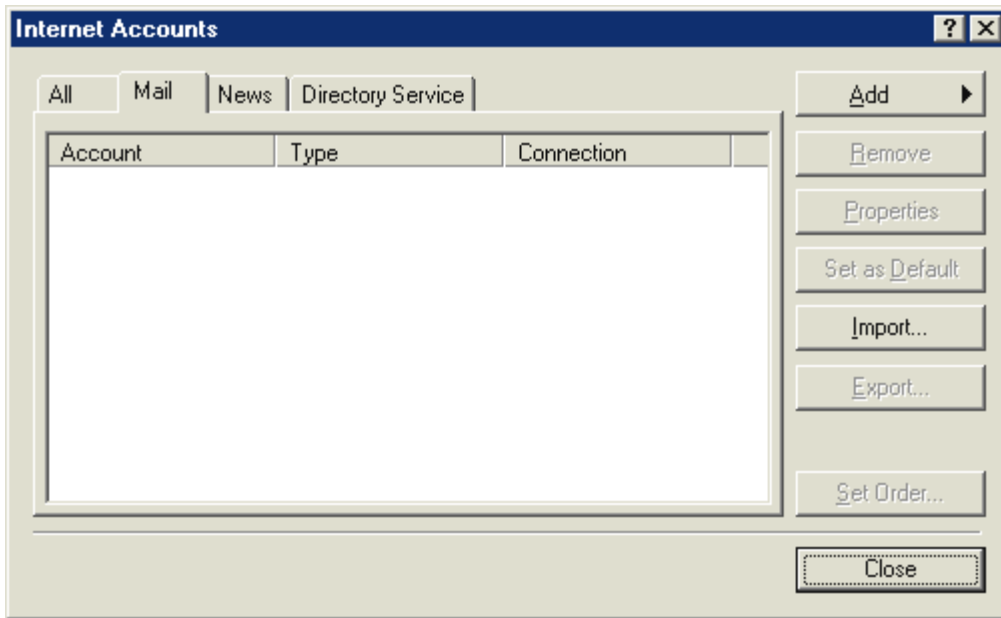 Internet Accounts
?
All Mail News Directory Service
Add
Account Type Connection
Remove
Properties
Set as Default
Import...
Export...
Set Order...
Close